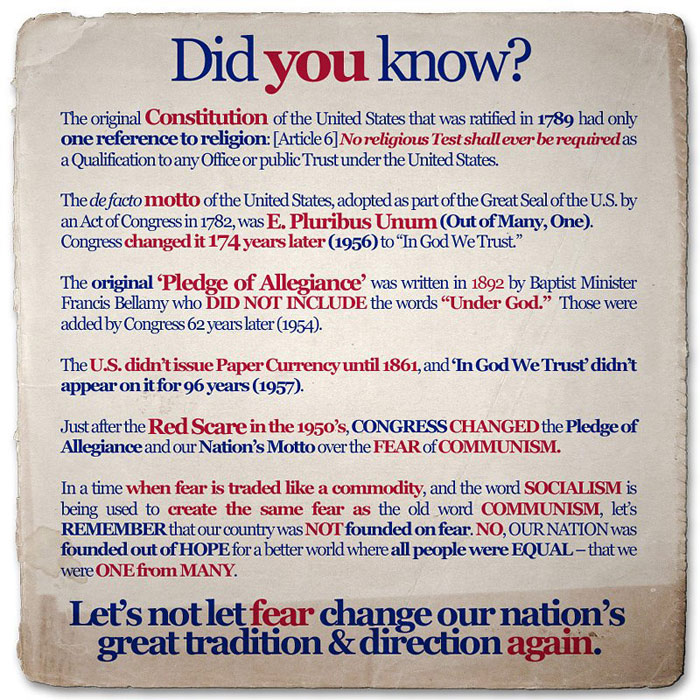 Did you know?
The original Constitution of the United States that was ratified in 1789 had only
one reference to religion: [Article 6] No religious Test shall ever be required as
a Qualification to any Office or public Trust under the United States.
The de facto motto of the United States, adopted as part of the Great Seal of the U.S. by
an Act of Congress in 1782, was E. Pluribus Unum (Out of Many, One).
Congress changed it 174 years later (1956) to “In God We Trust.”
The original ‘Pledge of Allegiance’ was written in 1892 by Baptist Minister
Francis Bellamy who DID NOT INCLUDE the words “Under God.” Those were
added by Congress 62 years later (1954).
The U.S. didn’t issue Paper Currency until 1861, and ‘In God We Trust’ didn’t
appear on it for 96 years (1957).
Just after the Red Scare in the 1950’s, CONGRESS CHANGED the Pledge of
Allegiance and our Nation’s Motto over the FEAR of COMMUNISM.
In a time when fear is traded like a commodity, and the word SOCIALISM is
being used to create the same fear as the old word COMMUNISM, let’s
REMEMBER that our country was NOT founded on fear. NO, OUR NATION was
founded out of HOPE for a better world where all people were EQUAL – that we
were ONE from MANY.
Let’s not let fear change our nation’s
great tradition & direction again.